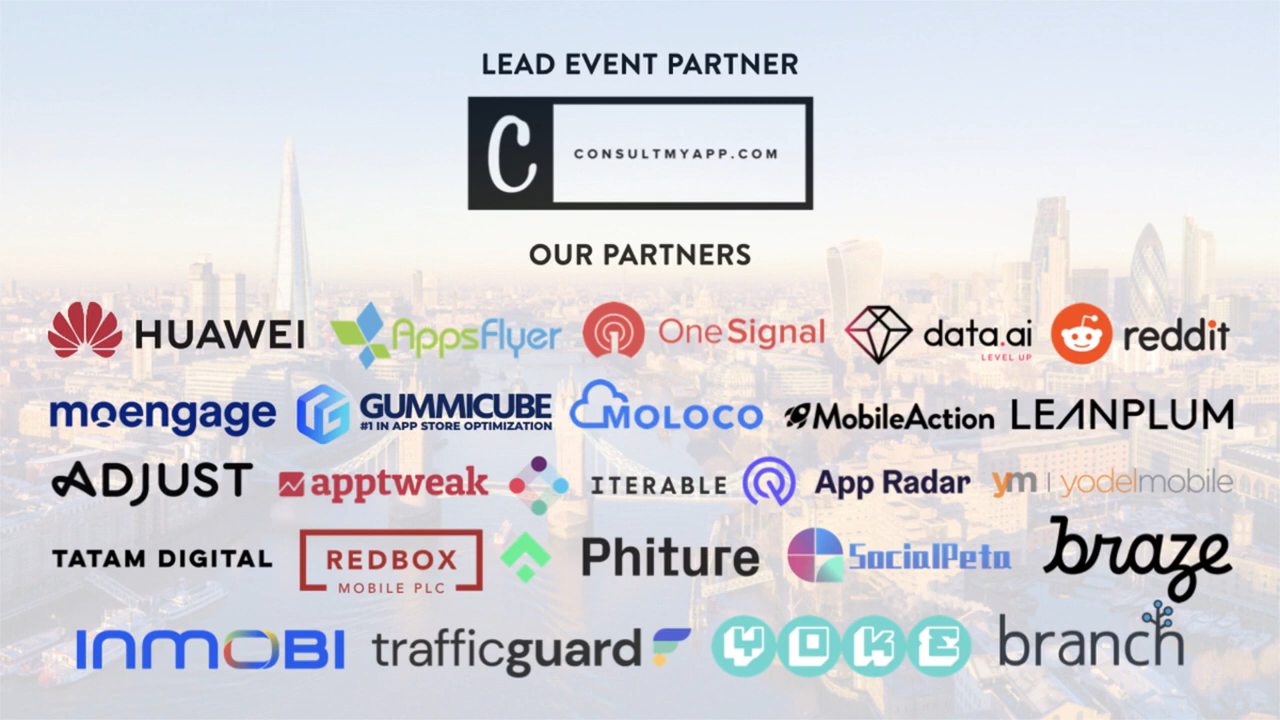 LEAD EVENT PARTNER
C
CONSULTMYAPP.COM
OUR PARTNERS
HUAWEI AppsFlyer OneSignal data.ai reddit
LEVEL UP
moengage GUMMICUBE MOLOCO MobileAction LEANPLUM
#1 IN APP STORE OPTIMIZATION
ADJUST apptweak ITERABLE App Radar ym | yodelmobile
TATAM DIGITAL REDBOX Phiture SocialPeta braze
MOBILE PLC
INMOBI trafficguard YOKE branch